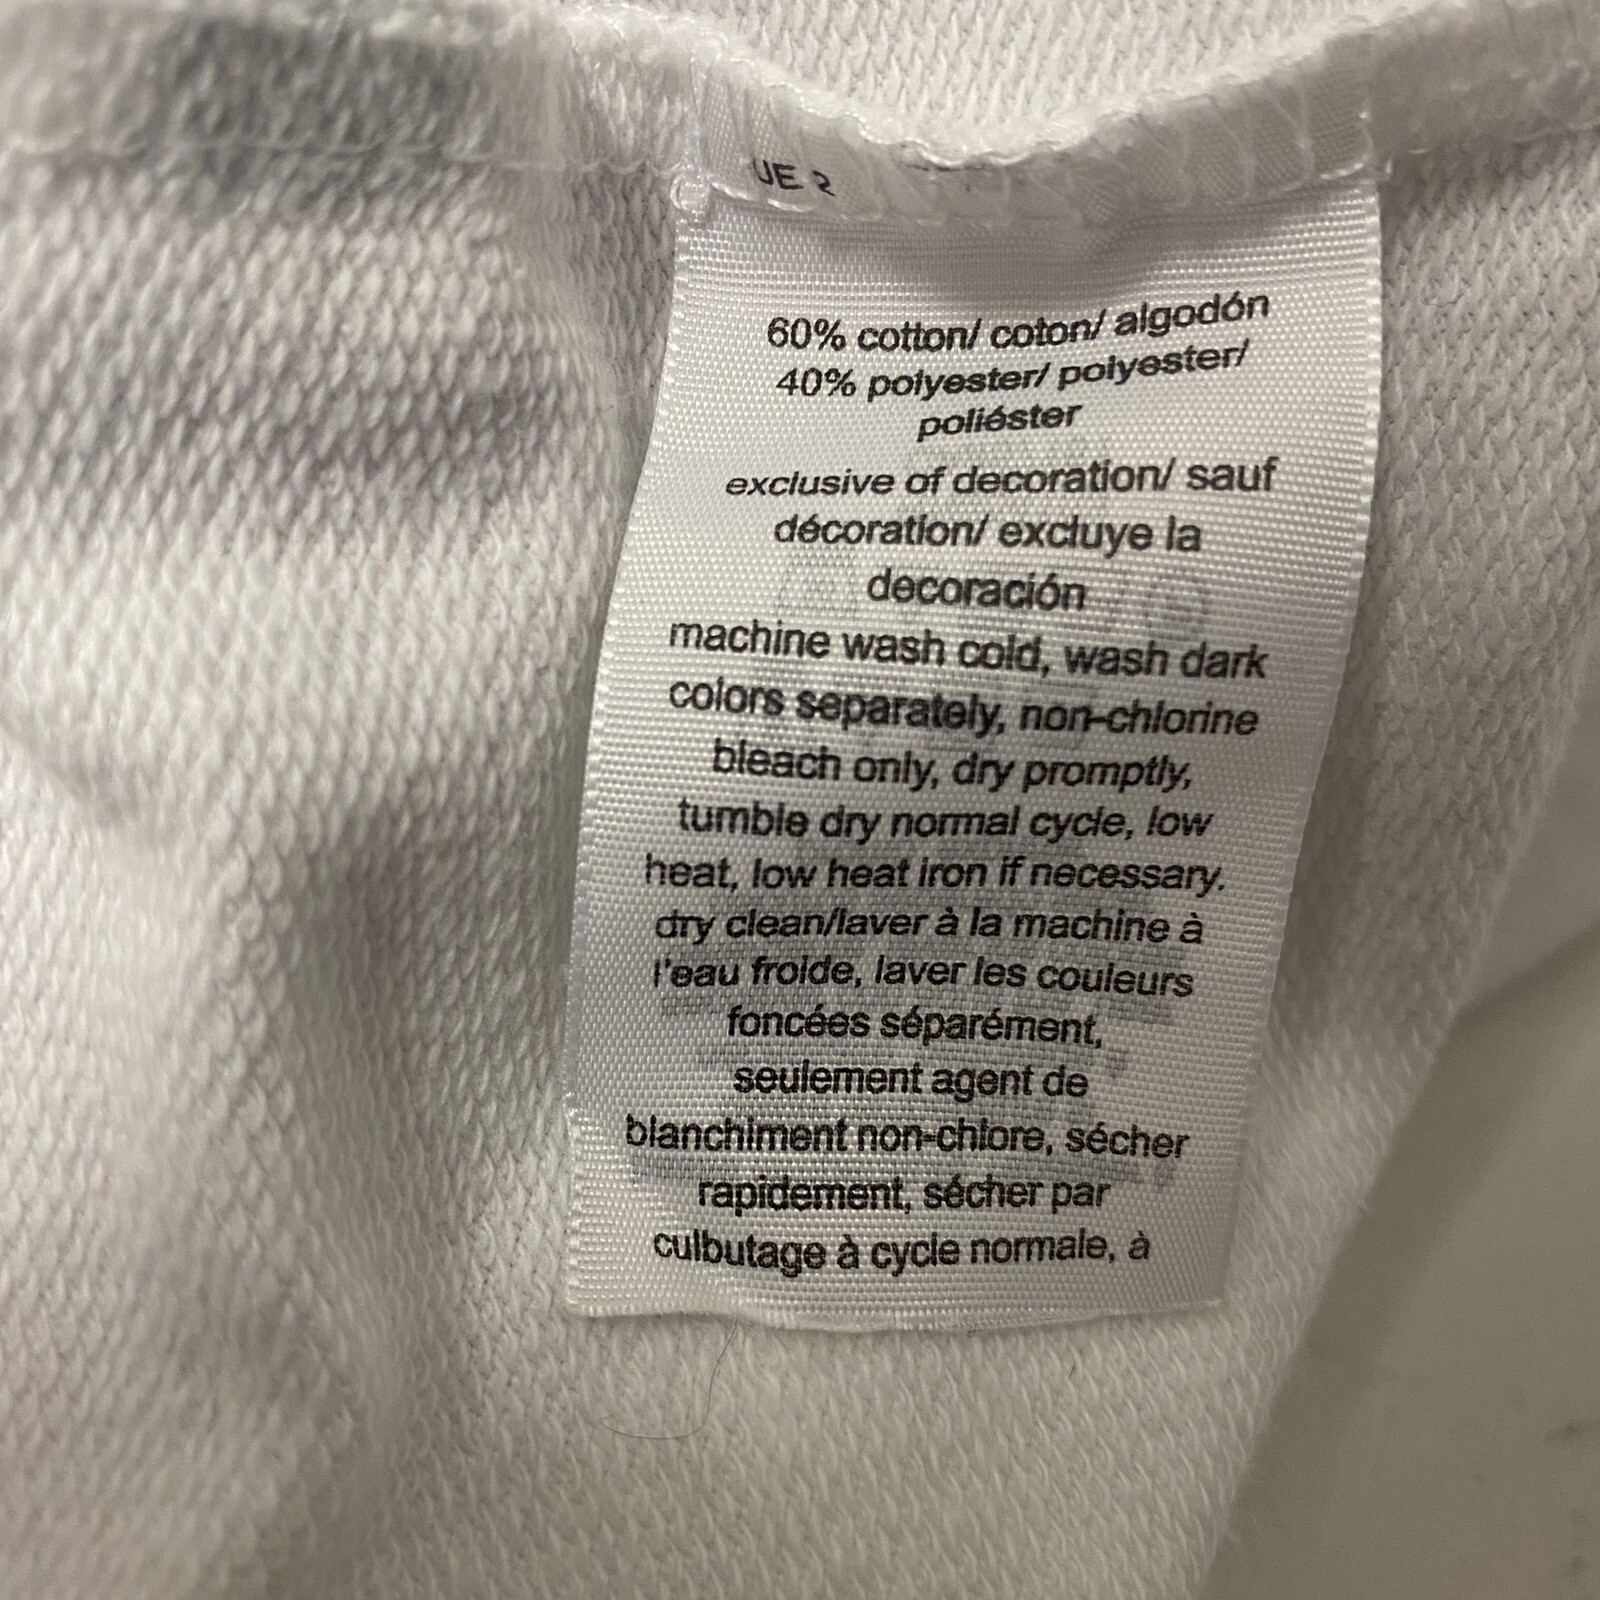 60% cotton/ coton/ algodón
40% polyester/ polyester/
poliéster
exclusive of decoration/ sauf
décoration/ excluye la
decoración
machine wash cold, wash dark
colors separately, non-chlorine
bleach only, dry promptly,
tumble dry normal cycle, low
heat, low heat iron if necessary.
dry clean/laver à la machine à
l'eau froide, laver les couleurs
foncées séparément,
seulement agent de
blanchiment non-chlore, sécher
rapidement, sécher par
culbutage à cycle normale, à